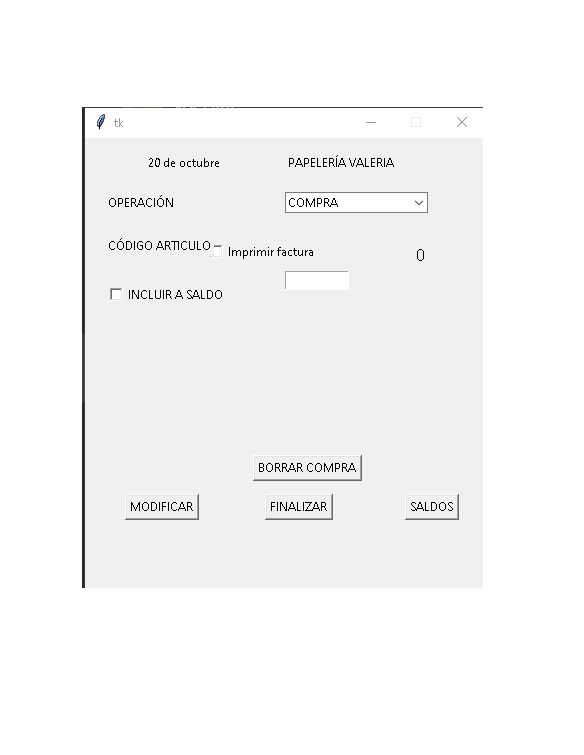 tk
20 de octubre PAPELERÍA VALERIA
OPERACIÓN COMPRA
CÓDIGO ARTICULO Imprimir factura 0
INCLUIR A SALDO
BORRAR COMPRA
MODIFICAR FINALIZAR SALDOS